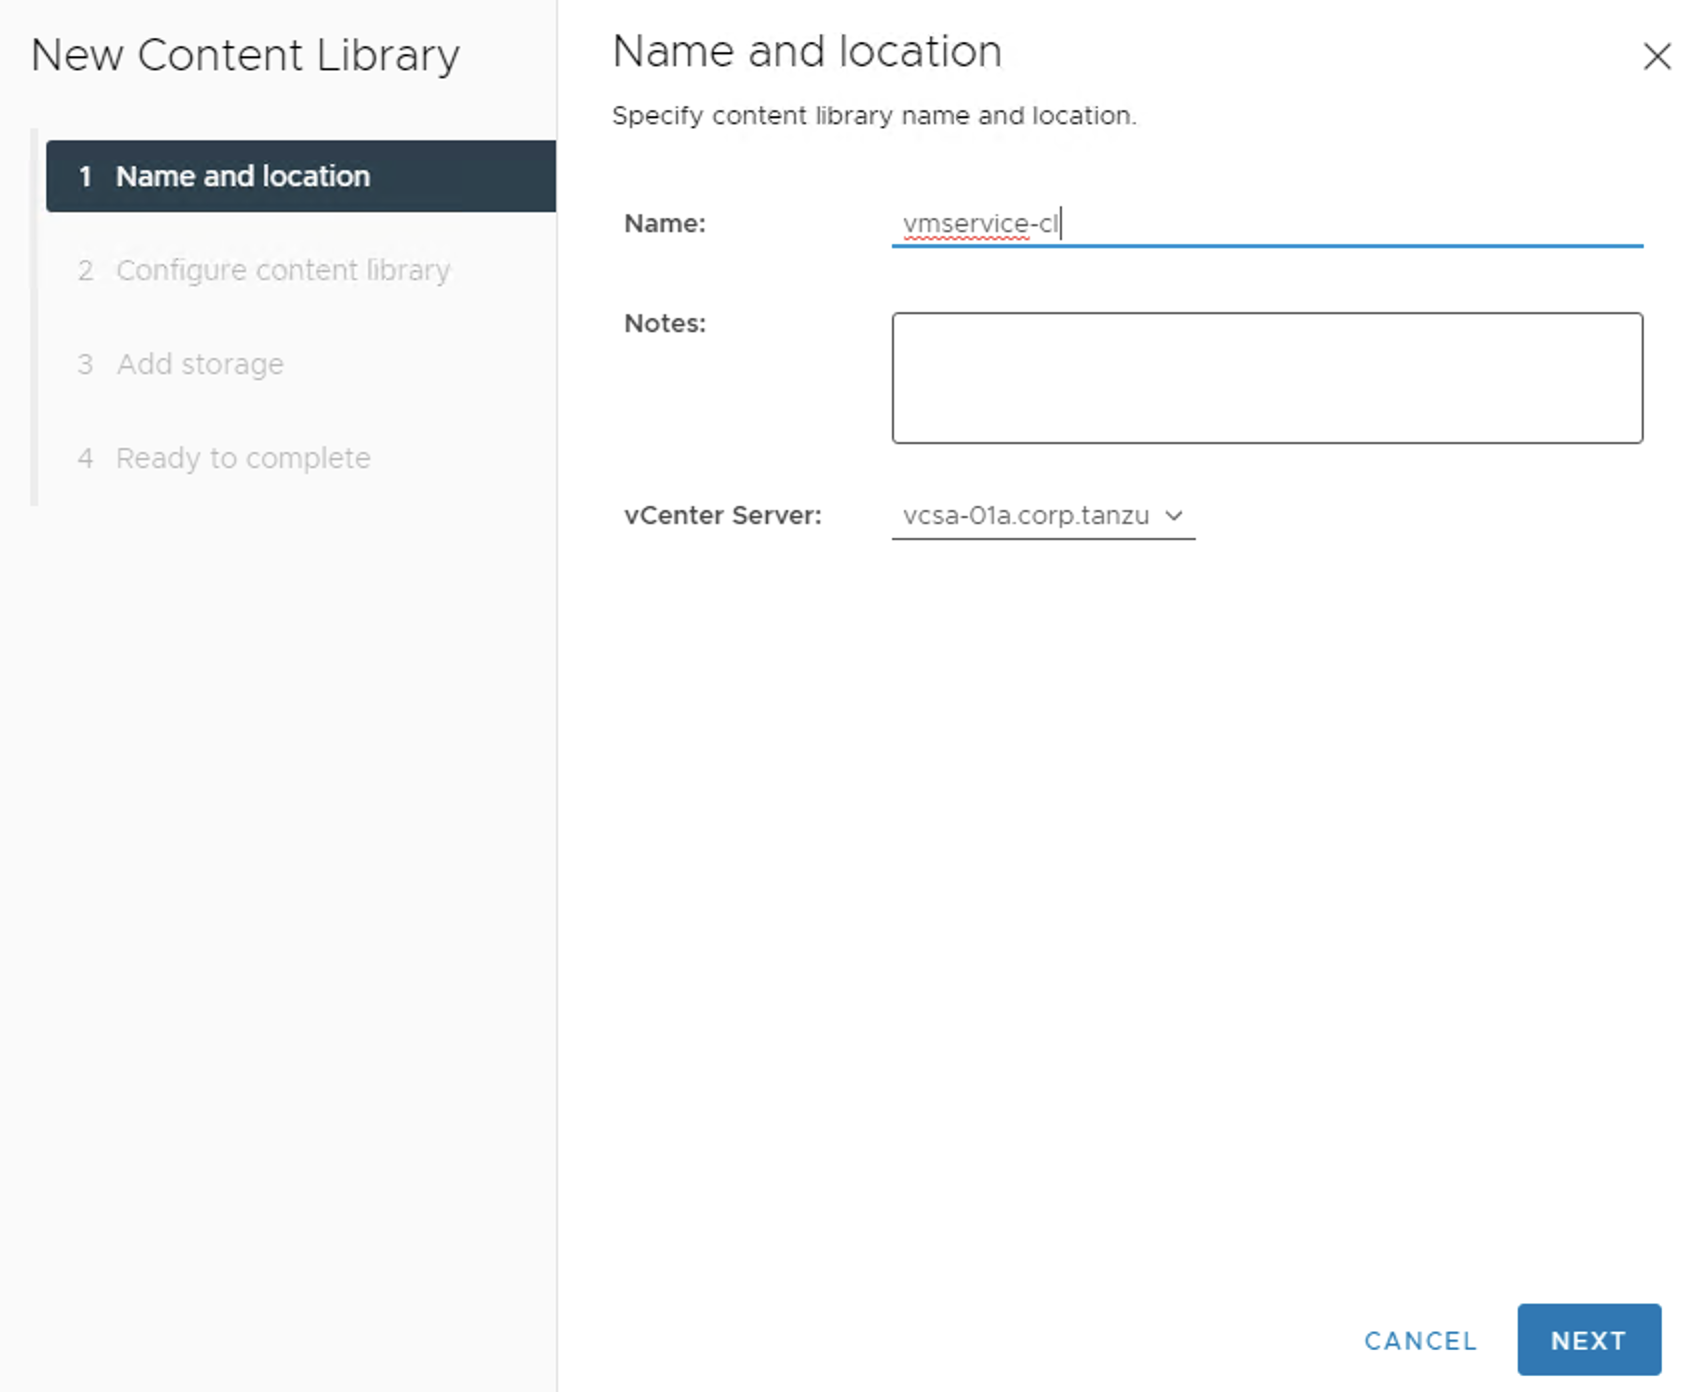 New Content Library
1 Name and location
2 Configure content library
3 Add storage
4 Ready to complete
Name and location
Specify content library name and location.
Name: vmservice-cl
Notes:
vCenter Server: vcsa-01a.corp.tanzu
CANCEL NEXT